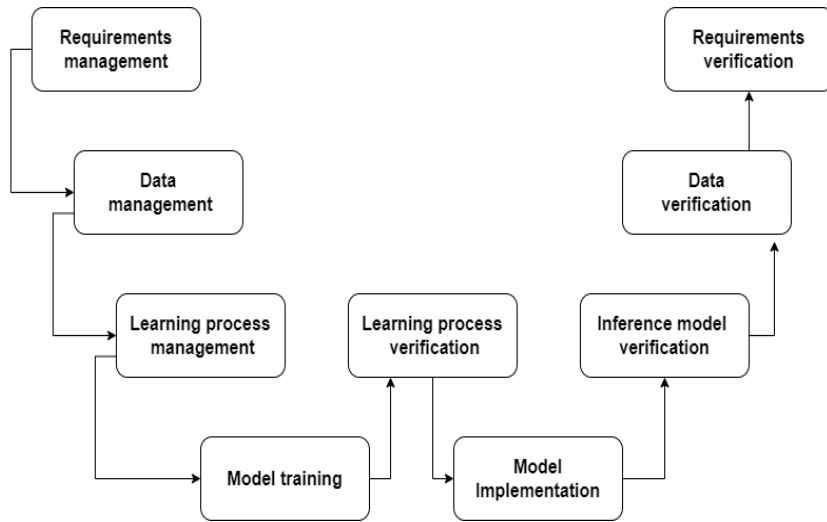 Requirements
management
Requirements
verification
Data
management
Data
verification
Learning process
management
Learning process
verification
Inference model
verification
Model training
Model
Implementation